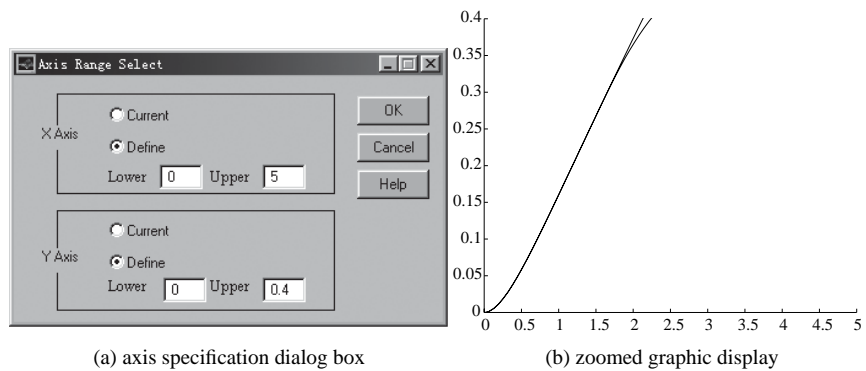 Axis Range Select
X Axis
Current
Define
Lower 0 Upper 5
Y Axis
Current
Define
Lower 0 Upper 0.4
OK
Cancel
Help
(a) axis specification dialog box
0.4
0.35
0.3
0.25
0.2
0.15
0.1
0.05
0
0 0.5 1 1.5 2 2.5 3 3.5 4 4.5 5
(b) zoomed graphic display